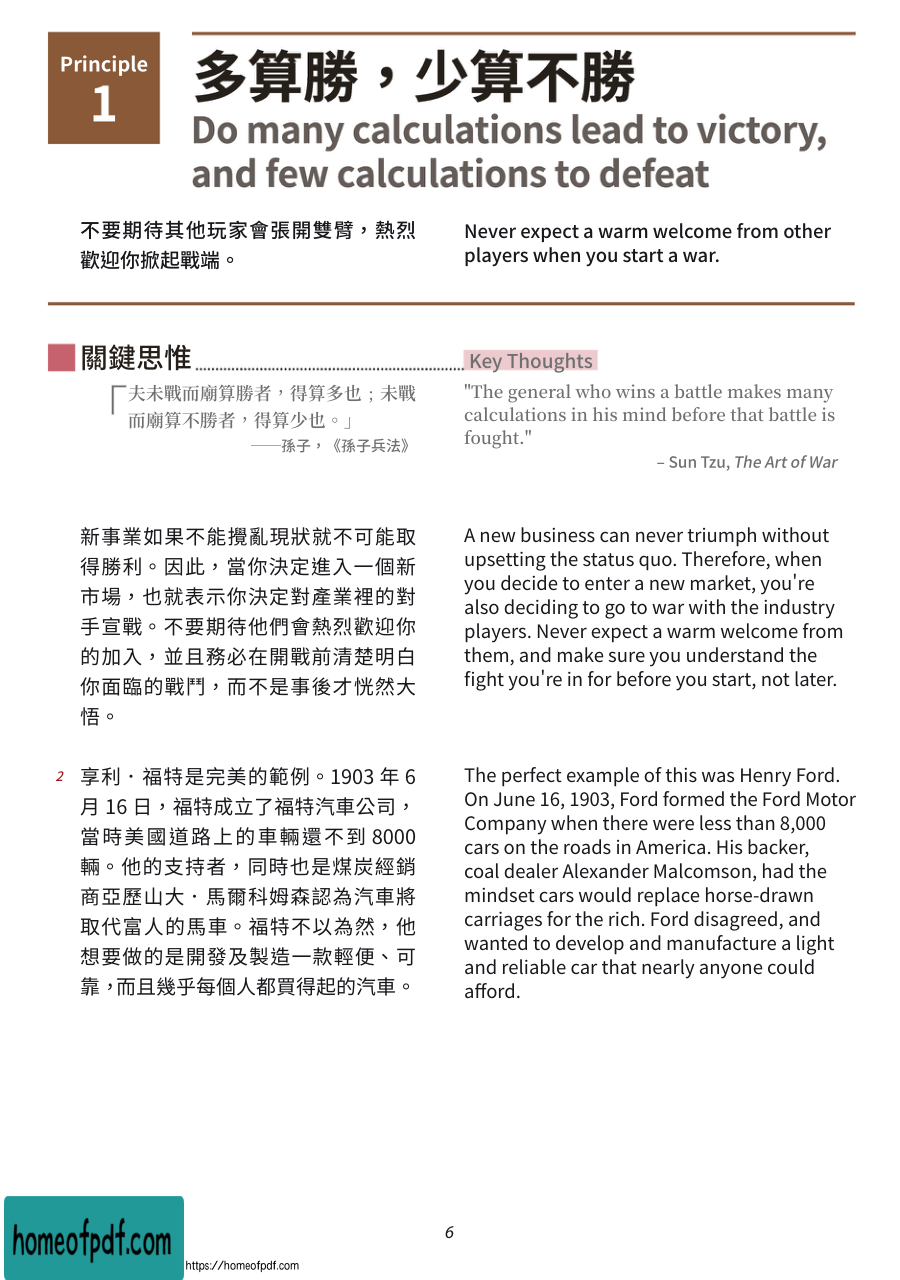 Principle
1
多算勝，少算不勝
Do many calculations lead to victory,
and few calculations to defeat
不要期待其他玩家會張開雙臂，熱烈
歡迎你掀起戰端。
Never expect a warm welcome from other
players when you start a war.
關鍵思惟
Key Thoughts
「夫未戰而廟算勝者，得算多也；未戰
而廟算不勝者，得算少也。」
──孫子，《孫子兵法》
"The general who wins a battle makes many
calculations in his mind before that battle is
fought."
– Sun Tzu, The Art of War
新事業如果不能攪亂現狀就不可能取
得勝利。因此，當你決定進入一個新
市場，也就表示你決定對產業裡的對
手宣戰。不要期待他們會熱烈歡迎你
的加入，並且務必在開戰前清楚明白
你面臨的戰鬥，而不是事後才恍然大
悟。
A new business can never triumph without
upsetting the status quo. Therefore, when
you decide to enter a new market, you're
also deciding to go to war with the industry
players. Never expect a warm welcome from
them, and make sure you understand the
fight you're in for before you start, not later.
2
享利．福特是完美的範例。1903 年 6
月 16 日，福特成立了福特汽車公司，
當時美國道路上的車輛還不到 8000
輛。他的支持者，同時也是煤炭經銷
商亞歷山大．馬爾科姆森認為汽車將
取代富人的馬車。福特不以為然，他
想要做的是開發及製造一款輕便、可
靠，而且幾乎每個人都買得起的汽車。
The perfect example of this was Henry Ford.
On June 16, 1903, Ford formed the Ford Motor
Company when there were less than 8,000
cars on the roads in America. His backer,
coal dealer Alexander Malcomson, had the
mindset cars would replace horse-drawn
carriages for the rich. Ford disagreed, and
wanted to develop and manufacture a light
and reliable car that nearly anyone could
afford.
6
homeofpdf.com
https://homeofpdf.com